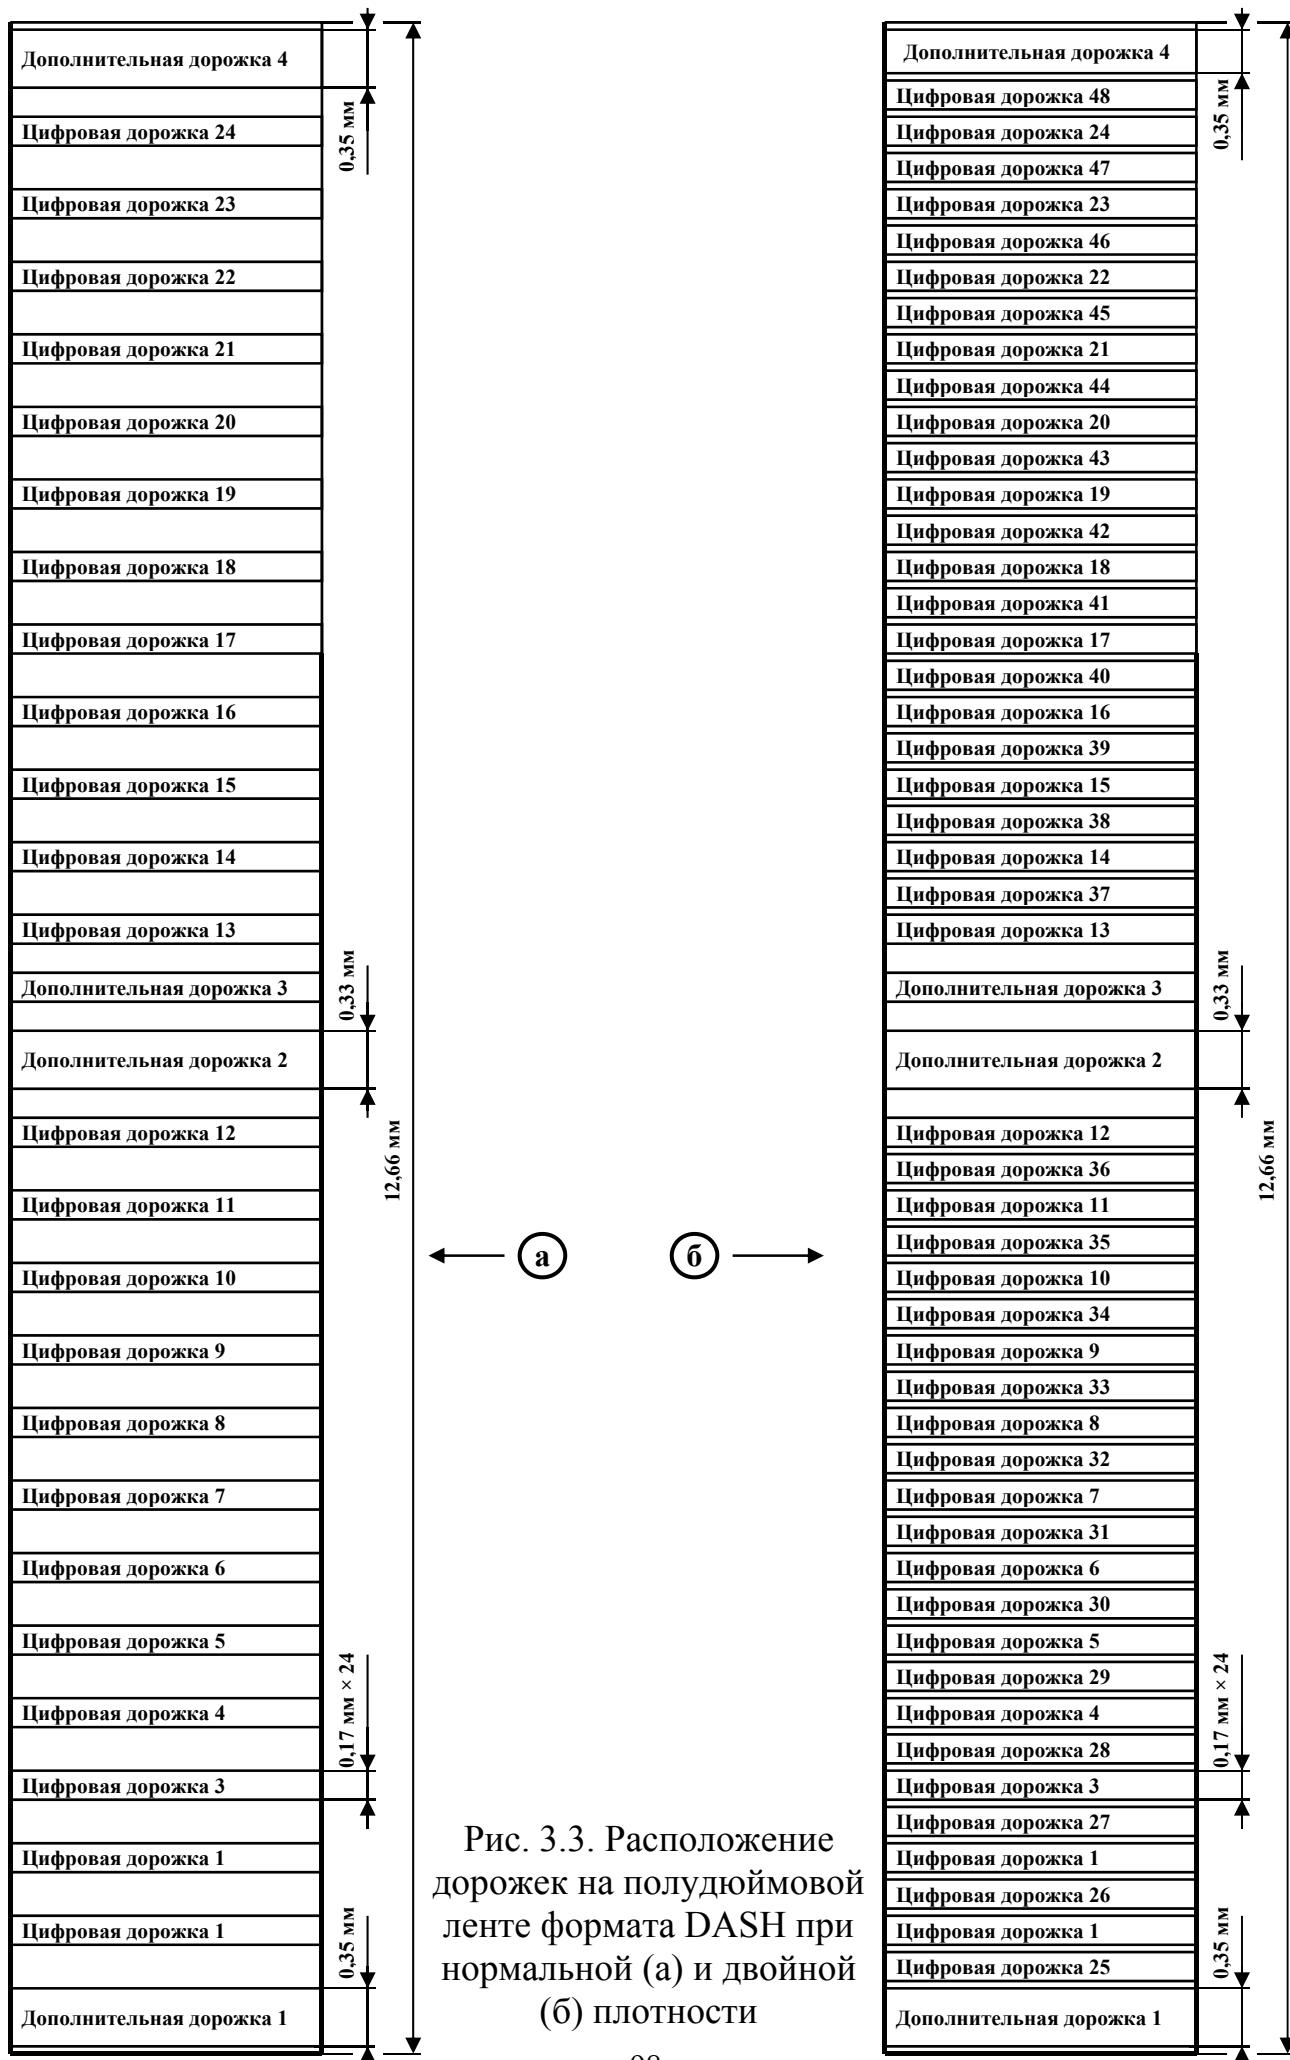 Дополнительная дорожка 4
Цифровая дорожка 24
Цифровая дорожка 23
Цифровая дорожка 22
Цифровая дорожка 21
Цифровая дорожка 20
Цифровая дорожка 19
Цифровая дорожка 18
Цифровая дорожка 17
Цифровая дорожка 16
Цифровая дорожка 15
Цифровая дорожка 14
Цифровая дорожка 13
Дополнительная дорожка 3
Дополнительная дорожка 2
Цифровая дорожка 12
Цифровая дорожка 11
Цифровая дорожка 10
Цифровая дорожка 9
Цифровая дорожка 8
Цифровая дорожка 7
Цифровая дорожка 6
Цифровая дорожка 5
Цифровая дорожка 4
Цифровая дорожка 3
Цифровая дорожка 1
Цифровая дорожка 1
Дополнительная дорожка 1
0,35 мм
0,33 мм
12,66 мм
0,17 мм × 24
0,35 мм
а
б
Рис. 3.3. Расположение
дорожек на полудюймовой
ленте формата DASH при
нормальной (а) и двойной
(б) плотности
Дополнительная дорожка 4
Цифровая дорожка 48
Цифровая дорожка 24
Цифровая дорожка 47
Цифровая дорожка 23
Цифровая дорожка 46
Цифровая дорожка 22
Цифровая дорожка 45
Цифровая дорожка 21
Цифровая дорожка 44
Цифровая дорожка 20
Цифровая дорожка 43
Цифровая дорожка 19
Цифровая дорожка 42
Цифровая дорожка 18
Цифровая дорожка 41
Цифровая дорожка 17
Цифровая дорожка 40
Цифровая дорожка 16
Цифровая дорожка 39
Цифровая дорожка 15
Цифровая дорожка 38
Цифровая дорожка 14
Цифровая дорожка 37
Цифровая дорожка 13
Дополнительная дорожка 3
Дополнительная дорожка 2
Цифровая дорожка 12
Цифровая дорожка 36
Цифровая дорожка 11
Цифровая дорожка 35
Цифровая дорожка 10
Цифровая дорожка 34
Цифровая дорожка 9
Цифровая дорожка 33
Цифровая дорожка 8
Цифровая дорожка 32
Цифровая дорожка 7
Цифровая дорожка 31
Цифровая дорожка 6
Цифровая дорожка 30
Цифровая дорожка 5
Цифровая дорожка 29
Цифровая дорожка 4
Цифровая дорожка 28
Цифровая дорожка 3
Цифровая дорожка 27
Цифровая дорожка 1
Цифровая дорожка 26
Цифровая дорожка 1
Цифровая дорожка 25
Дополнительная дорожка 1
0,35 мм
0,33 мм
12,66 мм
0,17 мм × 24
0,35 мм